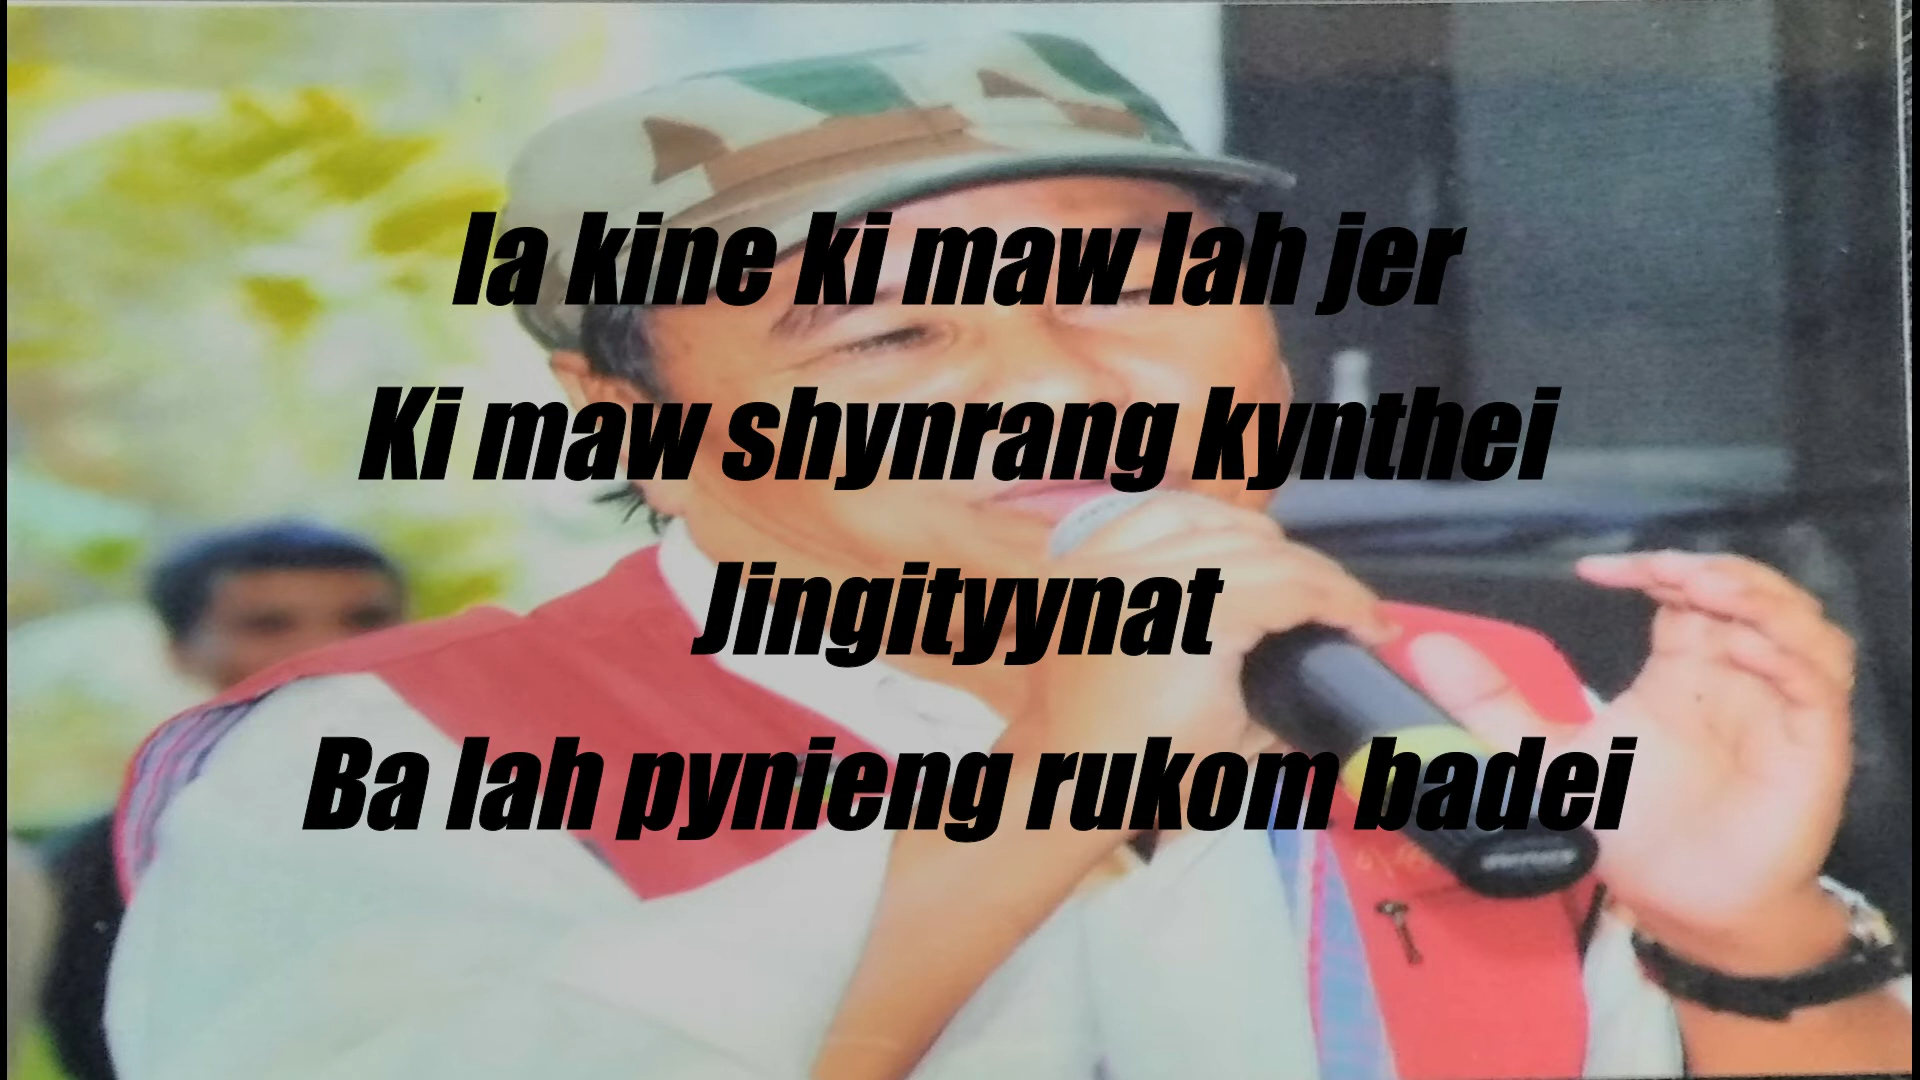 Ia kine ki maw lah jer
Ki maw shynrang kynthei
Jingityynat
Ba lah pynieng rukom badei